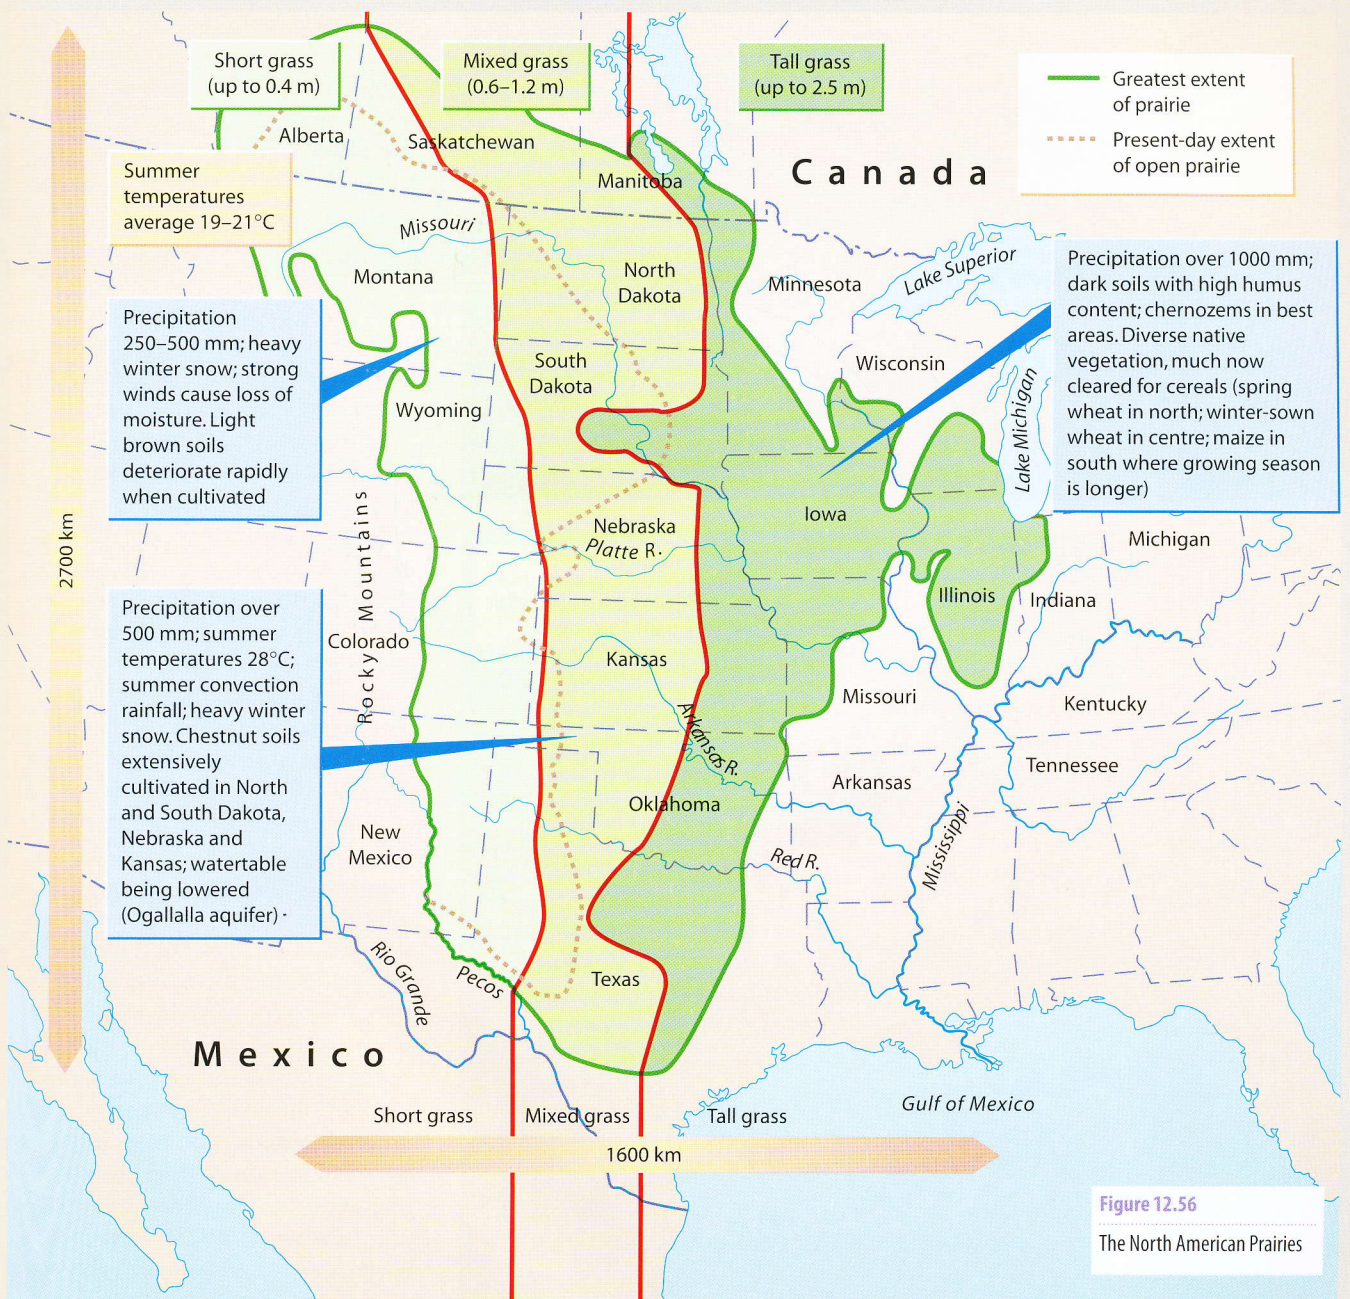 Short grass
(up to 0.4 m)
Mixed grass
(0.6–1.2 m)
Tall grass
(up to 2.5 m)
Greatest extent
of prairie
Present-day extent
of open prairie
Alberta
Saskatchewan
Manitoba
Canada
Summer
temperatures
average 19–21°C
Missouri
Montana
North
Dakota
Minnesota
Lake Superior
Precipitation over 1000 mm;
dark soils with high humus
content; chernozems in best
areas. Diverse native
vegetation, much now
cleared for cereals (spring
wheat in north; winter-sown
wheat in centre; maize in
south where growing season
is longer)
Precipitation
250–500 mm; heavy
winter snow; strong
winds cause loss of
moisture. Light
brown soils
deteriorate rapidly
when cultivated
South
Dakota
Wisconsin
Wyoming
Lake Michigan
Iowa
Nebraska
Platte R.
Michigan
2700 km
Rocky Mountains
Illinois
Indiana
Precipitation over
500 mm; summer
temperatures 28°C;
summer convection
rainfall; heavy winter
snow. Chestnut soils
extensively
cultivated in North
and South Dakota,
Nebraska and
Kansas; watertable
being lowered
(Ogallalla aquifer)
Colorado
Kansas
Missouri
Kentucky
Arkansas R.
Tennessee
Arkansas
Oklahoma
New
Mexico
Mississippi
Red R.
Rio Grande
Pecos
Texas
Mexico
Short grass
Mixed grass
Tall grass
Gulf of Mexico
1600 km
Figure 12.56
The North American Prairies